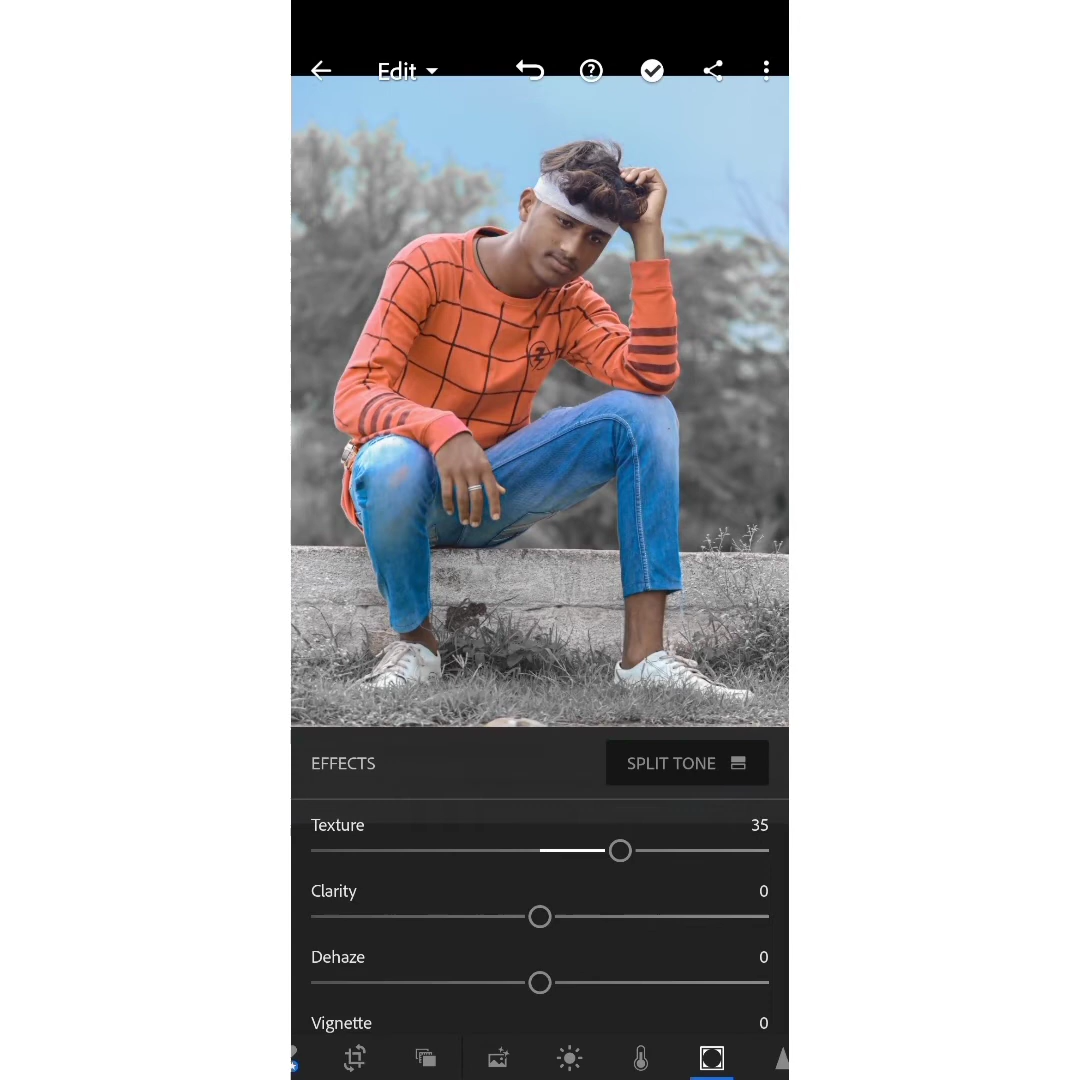 Edit
EFFECTS
SPLIT TONE
Texture 35
Clarity 0
Dehaze 0
Vignette 0